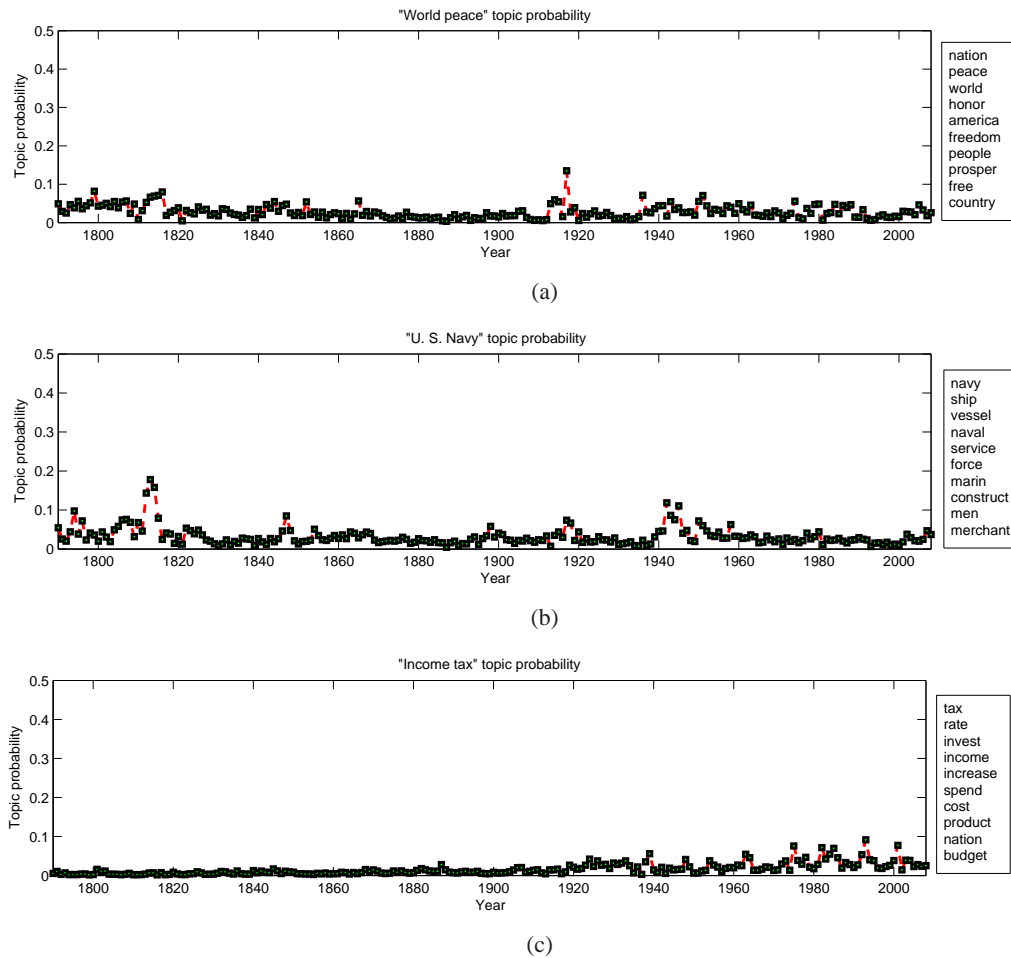 "World peace" topic probability
0.5
0.4
0.3
0.2
0.1
0
Topic probability
1800 1820 1840 1860 1880 1900 1920 1940 1960 1980 2000
Year
nation
peace
world
honor
america
freedom
people
prosper
free
country
(a)
"U. S. Navy" topic probability
0.5
0.4
0.3
0.2
0.1
0
Topic probability
1800 1820 1840 1860 1880 1900 1920 1940 1960 1980 2000
Year
navy
ship
vessel
naval
service
force
marin
construct
men
merchant
(b)
"Income tax" topic probability
0.5
0.4
0.3
0.2
0.1
0
Topic probability
1800 1820 1840 1860 1880 1900 1920 1940 1960 1980 2000
Year
tax
rate
invest
income
increase
spend
cost
product
nation
budget
(c)